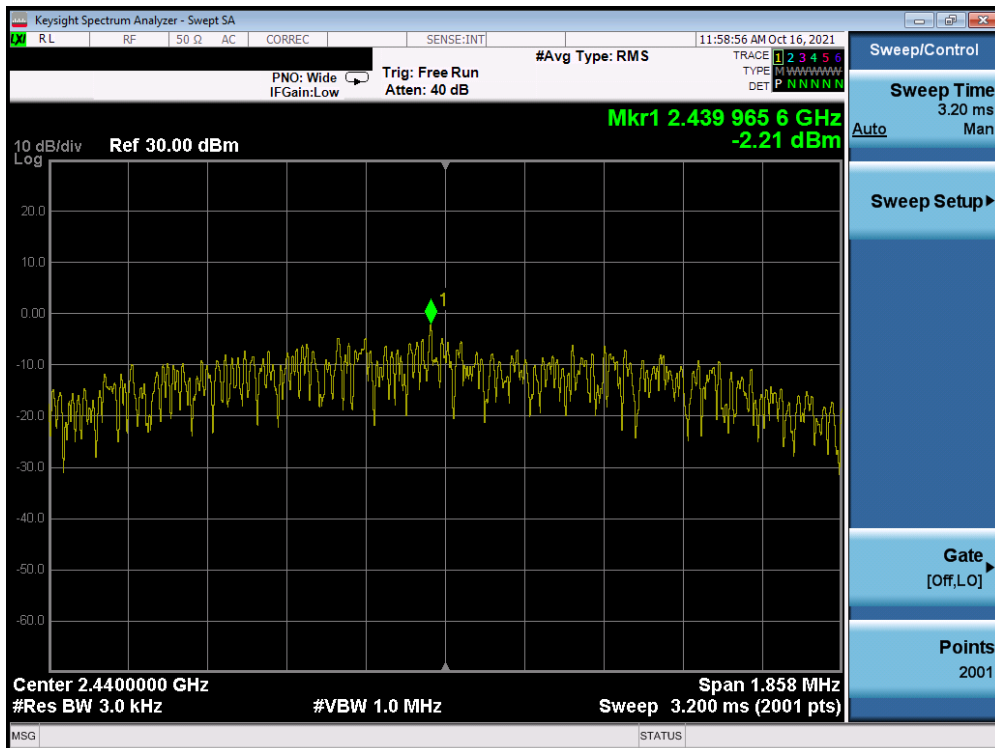 Keysight Spectrum Analyzer - Swept SA
LXI RL RF 50 Ω AC CORREC SENSE:INT 11:58:56 AM Oct 16, 2021
#Avg Type: RMS
TRACE 1 2 3 4 5 6
PNO: Wide Trig: Free Run TYPE M W W W W W
IFGain:Low Atten: 40 dB DET P N N N N N
Mkr1 2.439 965 6 GHz
-2.21 dBm
10 dB/div Ref 30.00 dBm
Log
20.0
10.0
0.00
1
-10.0
-20.0
-30.0
-40.0
-50.0
-60.0
Center 2.4400000 GHz Span 1.858 MHz
#Res BW 3.0 kHz #VBW 1.0 MHz Sweep 3.200 ms (2001 pts)
MSG STATUS
Sweep/Control
Sweep Time
3.20 ms
Auto Man
Sweep Setup
Gate
[Off,LO]
Points
2001